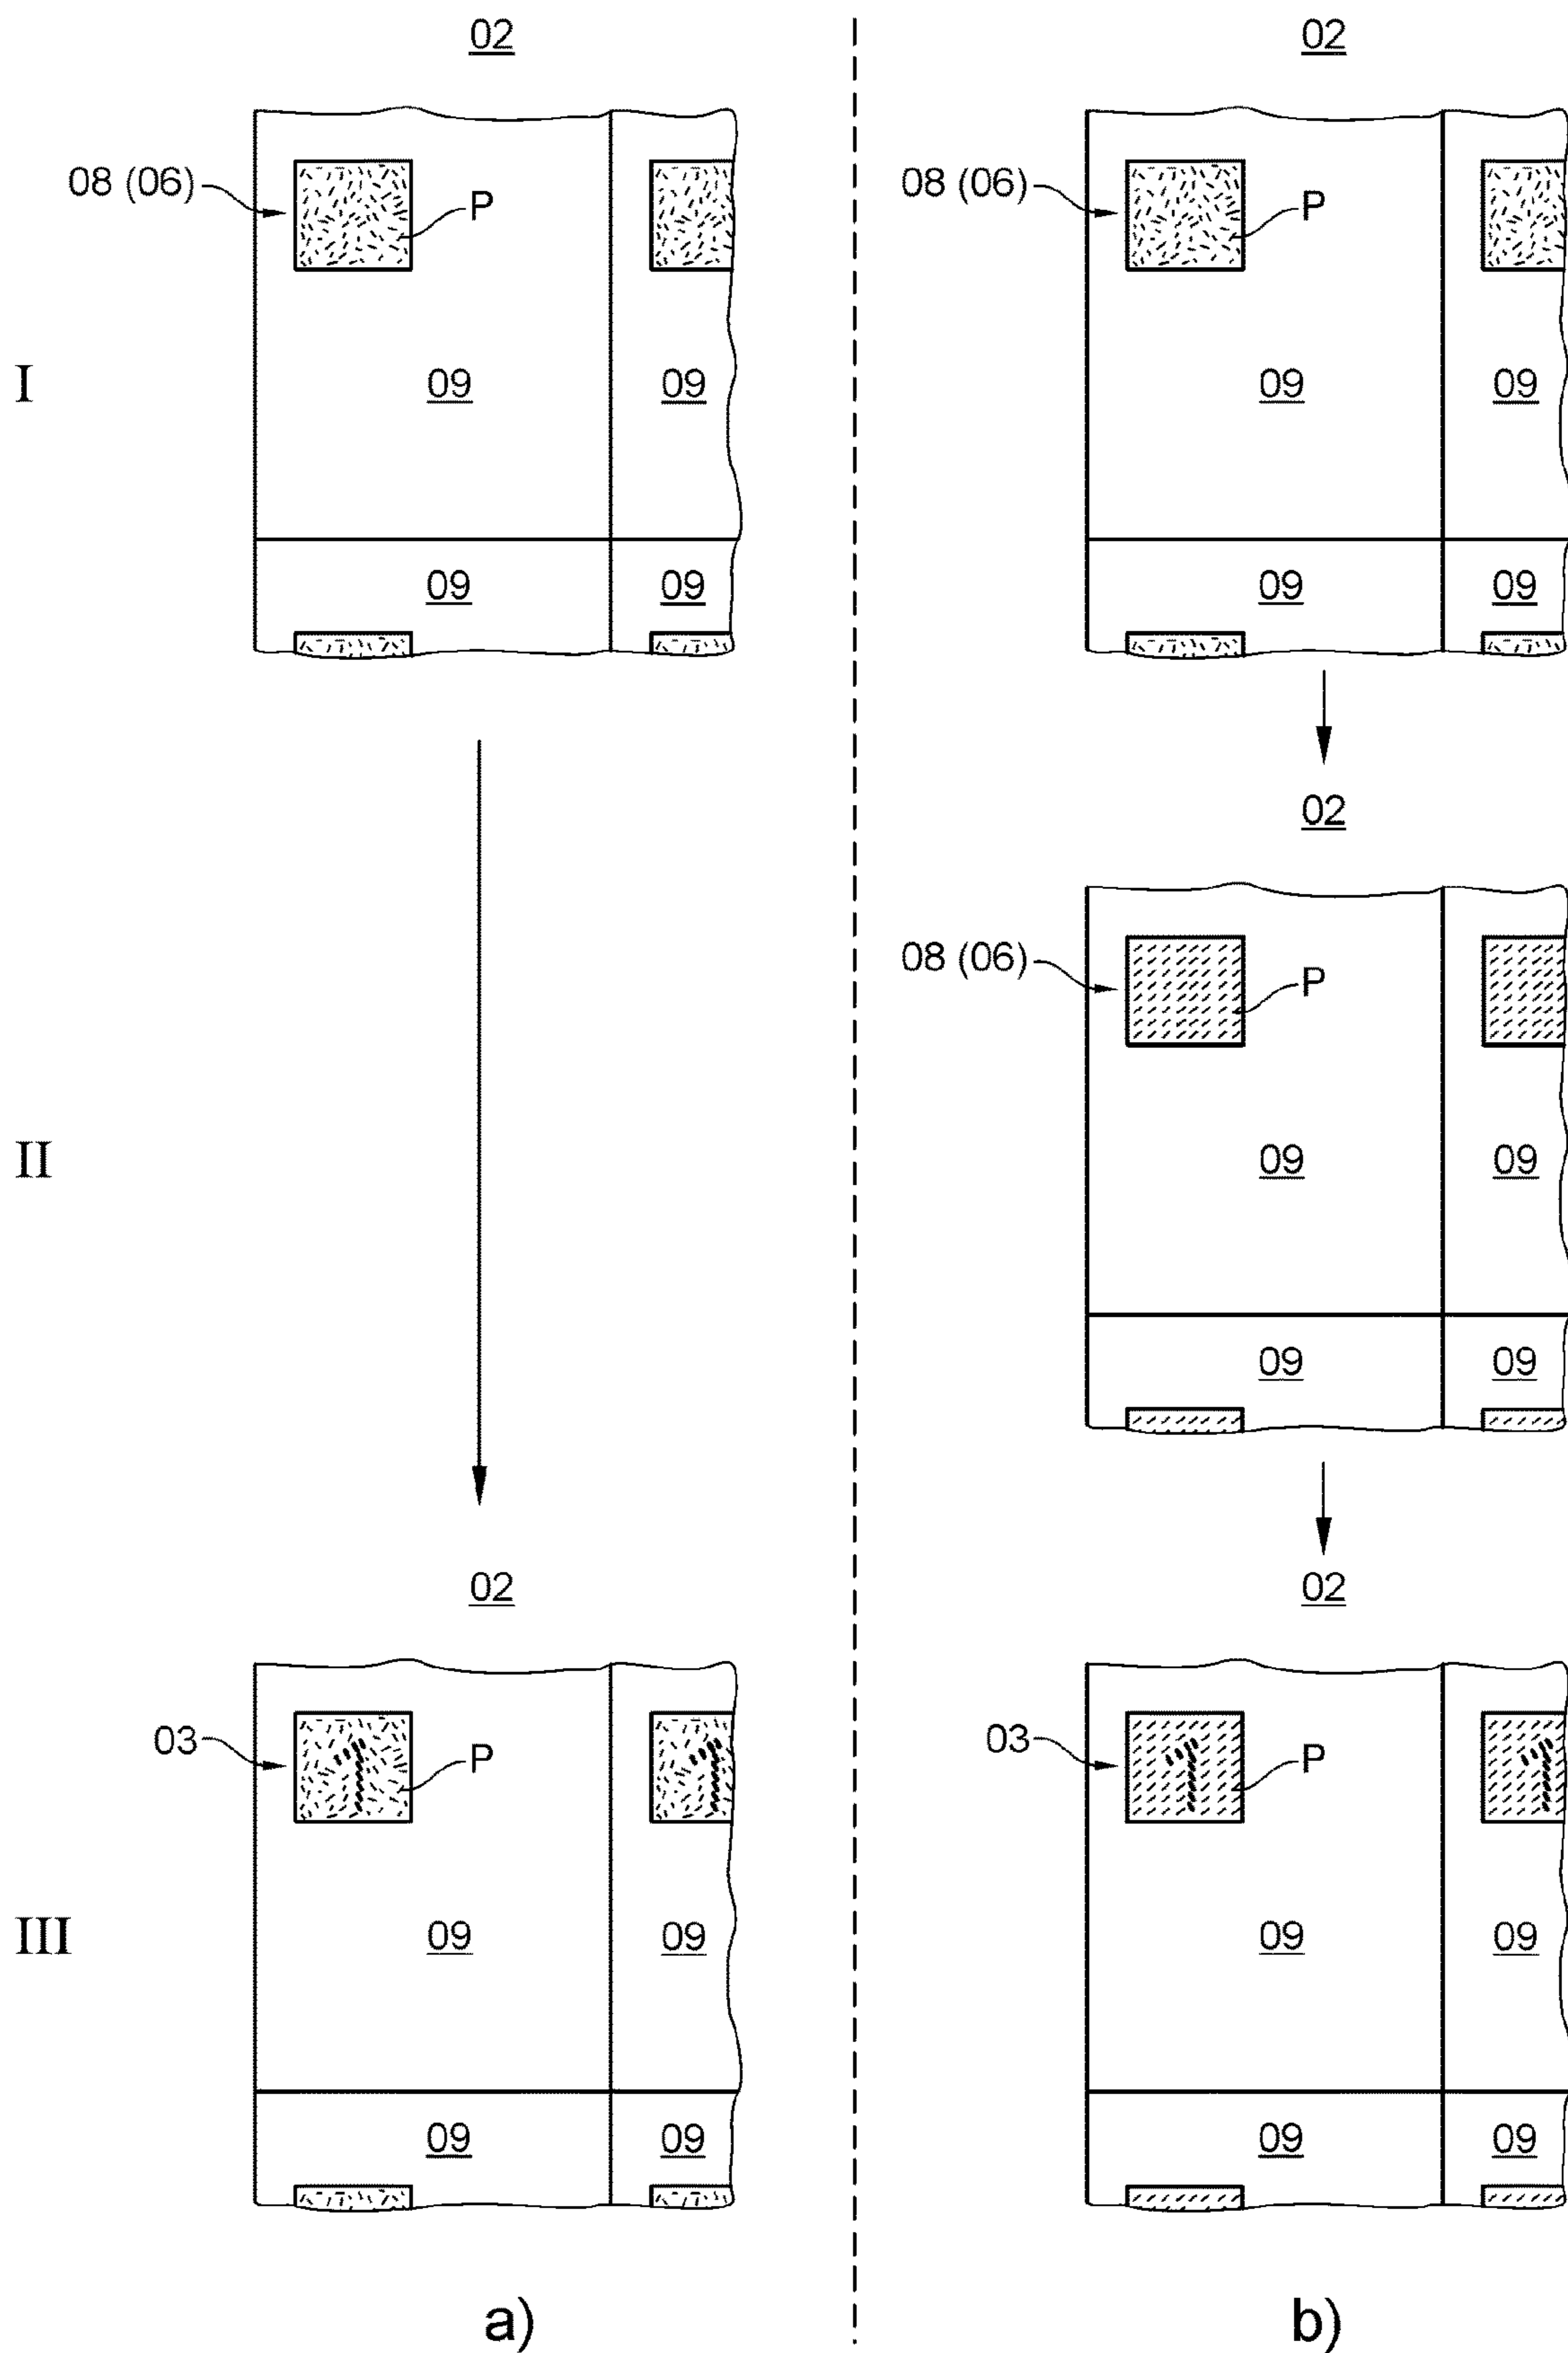 02 02
08 (06) P 08 (06) P
I 09 09 09 09
09 09 09 09
02
08 (06) P
II 09 09
09 09
02 02
03 P 03 P
III 09 09 09 09
09 09 09 09
a) b)